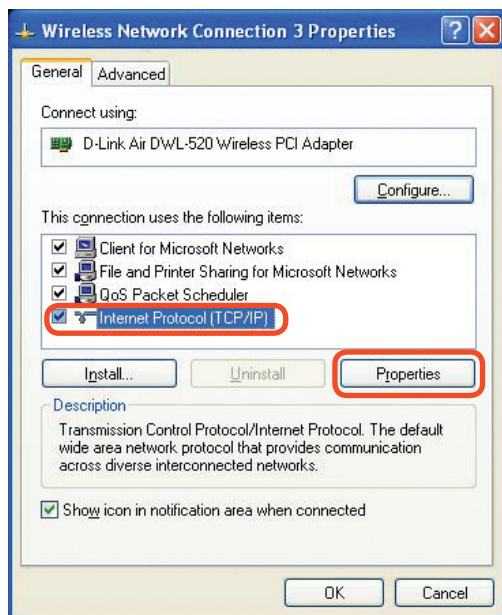 Wireless Network Connection 3 Properties
General Advanced
Connect using:
D-Link Air DWL-520 Wireless PCI Adapter
Configure...
This connection uses the following items:
Client for Microsoft Networks
File and Printer Sharing for Microsoft Networks
QoS Packet Scheduler
Internet Protocol (TCP/IP)
Install... Uninstall Properties
Description
Transmission Control Protocol/Internet Protocol. The default
wide area network protocol that provides communication
across diverse interconnected networks.
Show icon in notification area when connected
OK Cancel